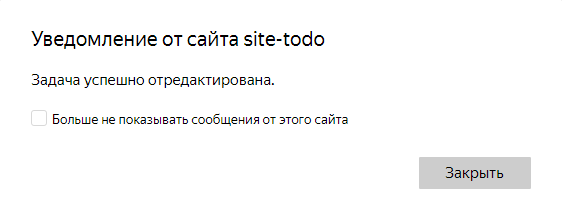 Уведомление от сайта site-todo
Задача успешно отредактирована.
Больше не показывать сообщения от этого сайта
Закрыть